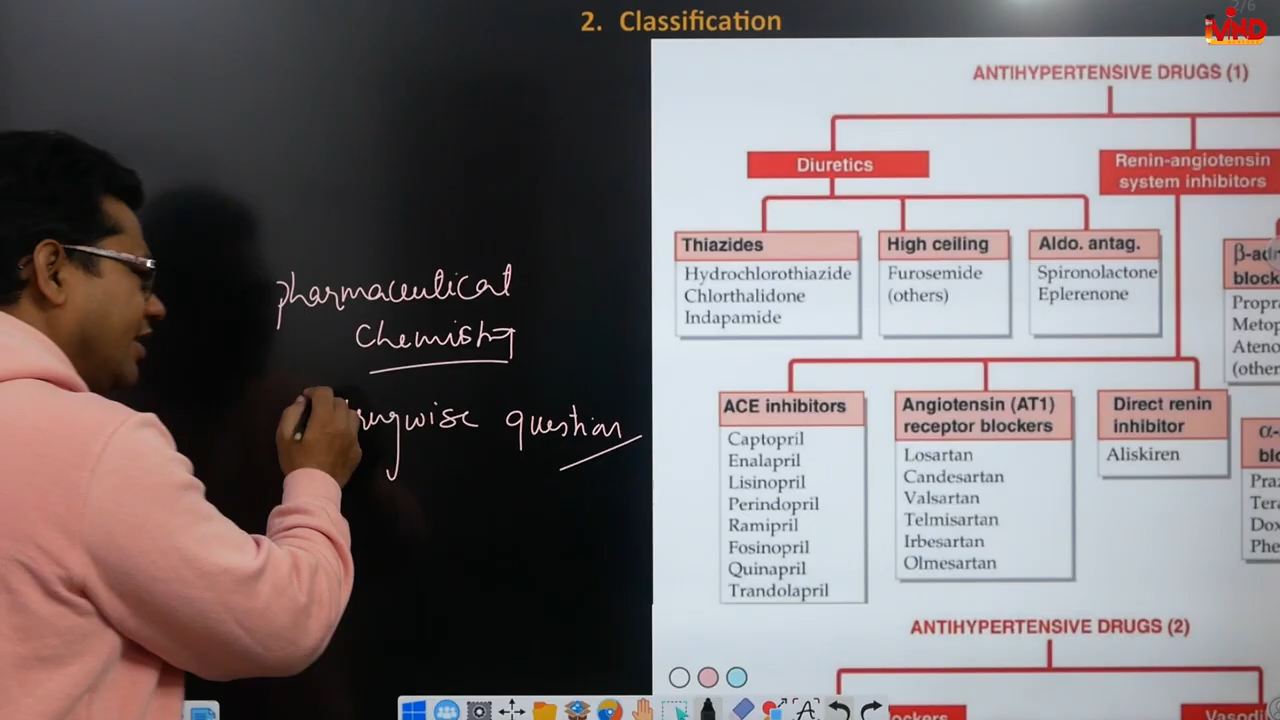 2/6
2. Classification
ANTIHYPERTENSIVE DRUGS (1)
Diuretics
Renin-angiotensin
system inhibitors
Thiazides
Hydrochlorothiazide
Chlorthalidone
Indapamide
High ceiling
Furosemide
(others)
Aldo. antag.
Spironolactone
Eplerenone
pharmaceutical
chemistry
question
ACE inhibitors
Captopril
Enalapril
Lisinopril
Perindopril
Ramipril
Fosinopril
Quinapril
Trandolapril
Angiotensin (AT1)
receptor blockers
Losartan
Candesartan
Valsartan
Telmisartan
Irbesartan
Olmesartan
Direct renin
inhibitor
Aliskiren
ANTIHYPERTENSIVE DRUGS (2)